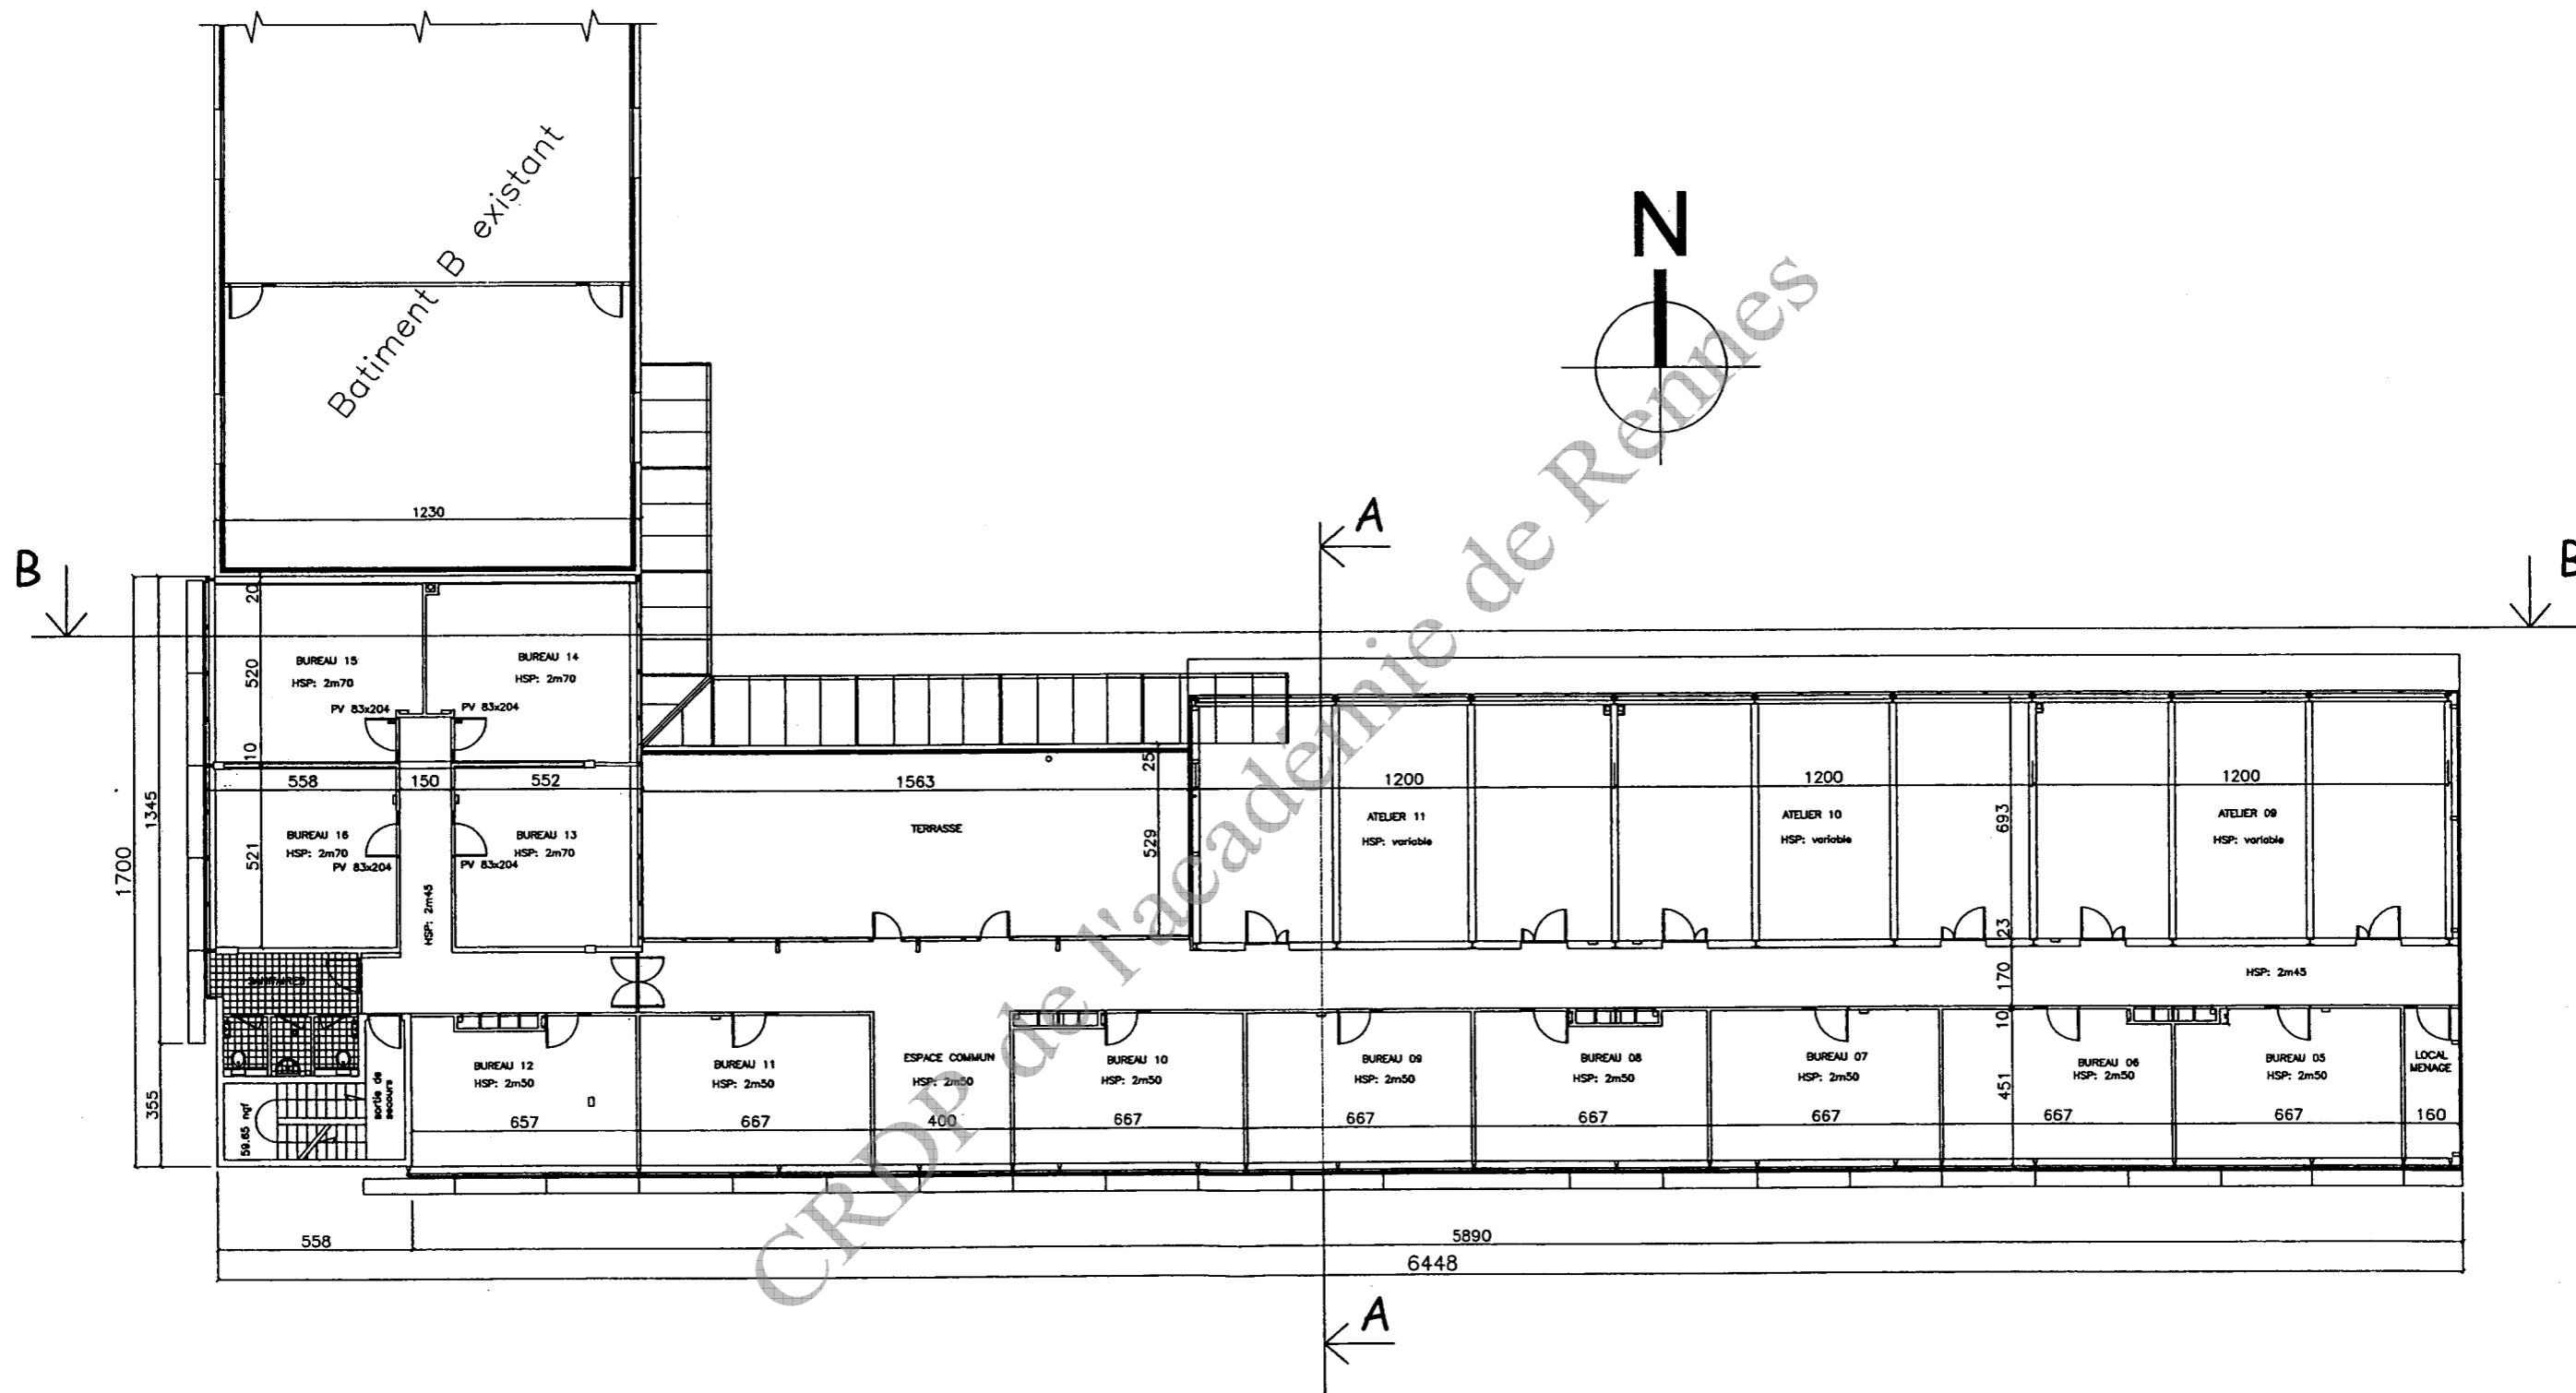 Batiment B existant
N
1230
A
B
B
20
BUREAU 15
HSP: 2m70
BUREAU 14
HSP: 2m70
520
PV 83x204
PV 83x204
10
558
150
552
1563
25
1200
1200
1200
1345
1700
BUREAU 16
HSP: 2m70
PV 83x204
521
BUREAU 13
HSP: 2m70
PV 83x204
HSP: 2m45
TERRASSE
529
ATELIER 11
HSP: variable
ATELIER 10
HSP: variable
693
ATELIER 09
HSP: variable
23
SANITAIRES
170
HSP: 2m45
10
355
59.65 ngf
sortie de
secours
BUREAU 12
HSP: 2m50
BUREAU 11
HSP: 2m50
ESPACE COMMUN
HSP: 2m50
BUREAU 10
HSP: 2m50
BUREAU 09
HSP: 2m50
BUREAU 08
HSP: 2m50
BUREAU 07
HSP: 2m50
BUREAU 06
HSP: 2m50
BUREAU 05
HSP: 2m50
LOCAL
MENAGE
451
657
667
400
667
667
667
667
667
667
160
558
5890
6448
A
CRDP de l'académie de Rennes